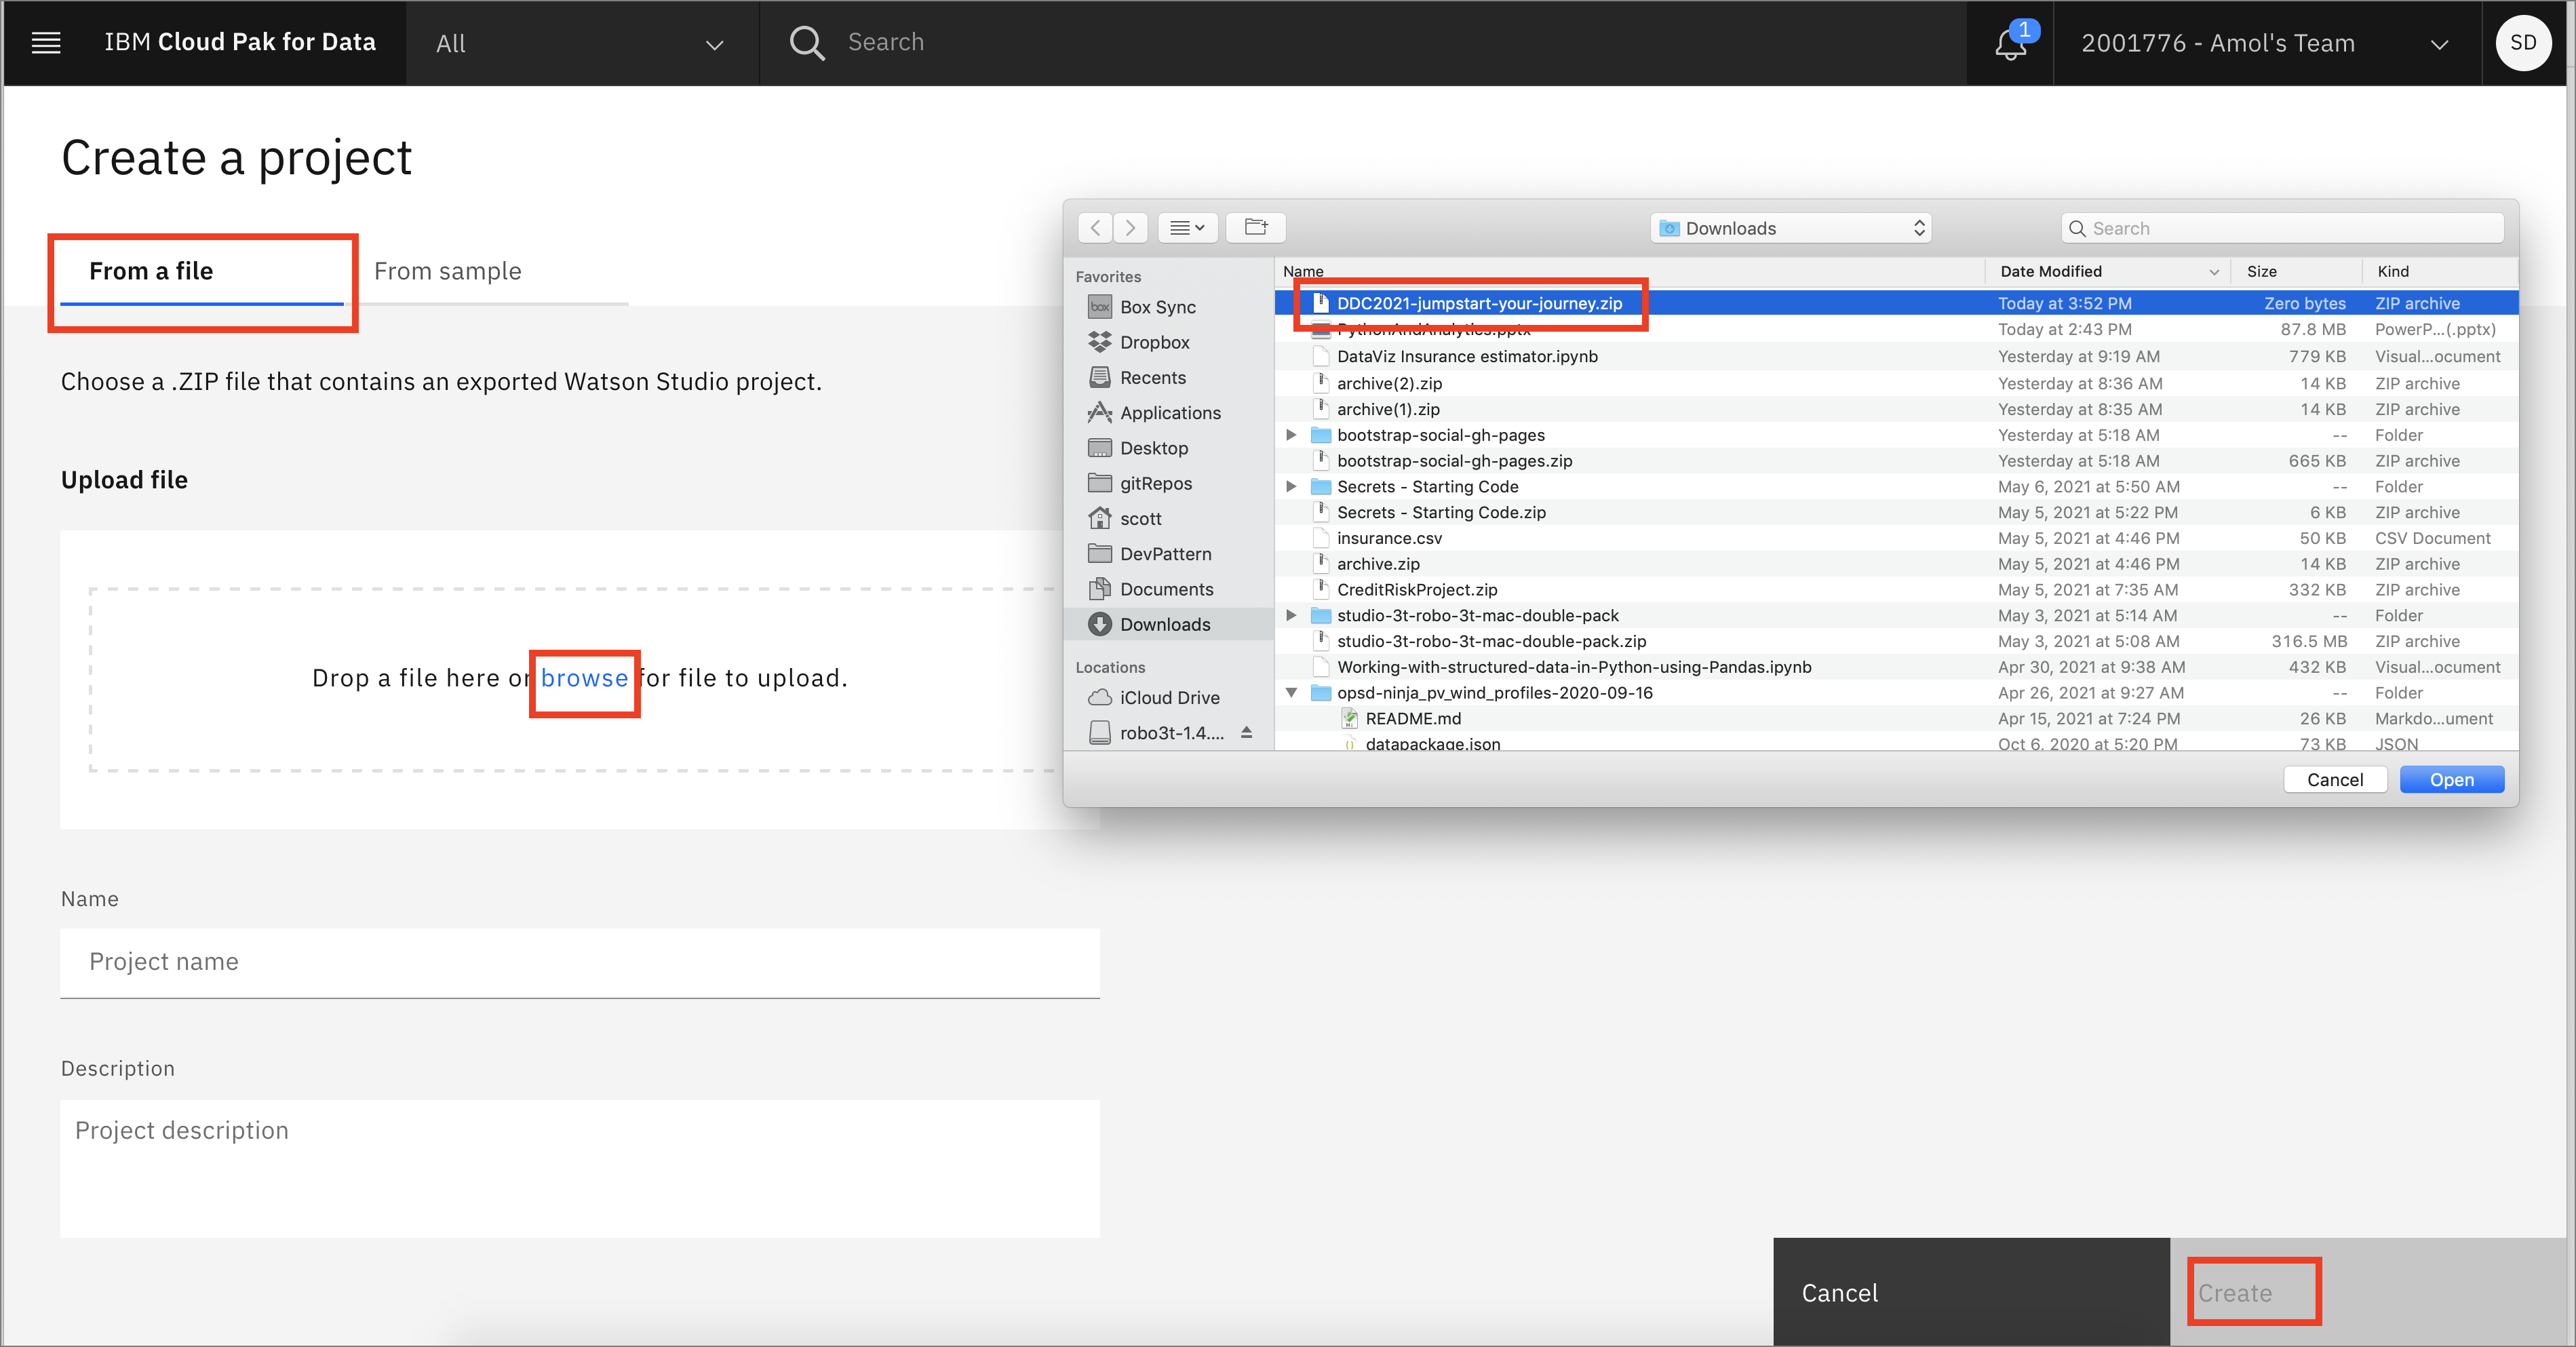 IBM Cloud Pak for Data
All
Search
1
2001776 - Amol's Team
SD
Create a project
From a file
From sample
Choose a .ZIP file that contains an exported Watson Studio project.
Upload file
Drop a file here or browse for file to upload.
Name
Project name
Description
Project description
Cancel
Create
Downloads
Search
Favorites
box Box Sync
Dropbox
Recents
Applications
Desktop
gitRepos
scott
DevPattern
Documents
Downloads
Locations
iCloud Drive
robo3t-1.4....
Name Date Modified Size Kind
DDC2021-jumpstart-your-journey.zip Today at 3:52 PM Zero bytes ZIP archive
PythonAndAnalytics.pptx Today at 2:43 PM 87.8 MB PowerP...(.pptx)
DataViz Insurance estimator.ipynb Yesterday at 9:19 AM 779 KB Visual...ocument
archive(2).zip Yesterday at 8:36 AM 14 KB ZIP archive
archive(1).zip Yesterday at 8:35 AM 14 KB ZIP archive
bootstrap-social-gh-pages Yesterday at 5:18 AM -- Folder
bootstrap-social-gh-pages.zip Yesterday at 5:18 AM 665 KB ZIP archive
Secrets - Starting Code May 6, 2021 at 5:50 AM -- Folder
Secrets - Starting Code.zip May 5, 2021 at 5:22 PM 6 KB ZIP archive
insurance.csv May 5, 2021 at 4:46 PM 50 KB CSV Document
archive.zip May 5, 2021 at 4:46 PM 14 KB ZIP archive
CreditRiskProject.zip May 5, 2021 at 7:35 AM 332 KB ZIP archive
studio-3t-robo-3t-mac-double-pack May 3, 2021 at 5:14 AM -- Folder
studio-3t-robo-3t-mac-double-pack.zip May 3, 2021 at 5:08 AM 316.5 MB ZIP archive
Working-with-structured-data-in-Python-using-Pandas.ipynb Apr 30, 2021 at 9:38 AM 432 KB Visual...ocument
opsd-ninja_pv_wind_profiles-2020-09-16 Apr 26, 2021 at 9:27 AM -- Folder
README.md Apr 15, 2021 at 7:24 PM 26 KB Markdo...ument
datapackage.json Oct 6, 2020 at 5:20 PM 73 KB JSON
Cancel
Open